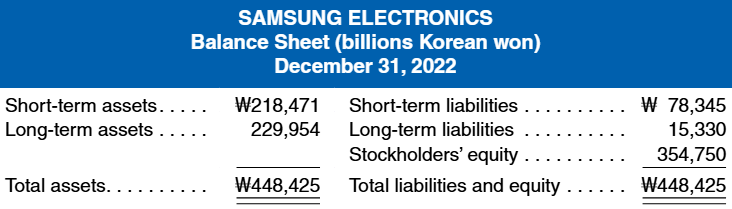 SAMSUNG ELECTRONICS
Balance Sheet (billions Korean won)
December 31, 2022
Short-term assets. . . . . ₩218,471 Short-term liabilities . . . . . . . . . . ₩ 78,345
Long-term assets . . . . . 229,954 Long-term liabilities . . . . . . . . . . 15,330
Stockholders’ equity . . . . . . . . . . 354,750
Total assets. . . . . . . . . . ₩448,425 Total liabilities and equity . . . . . . ₩448,425